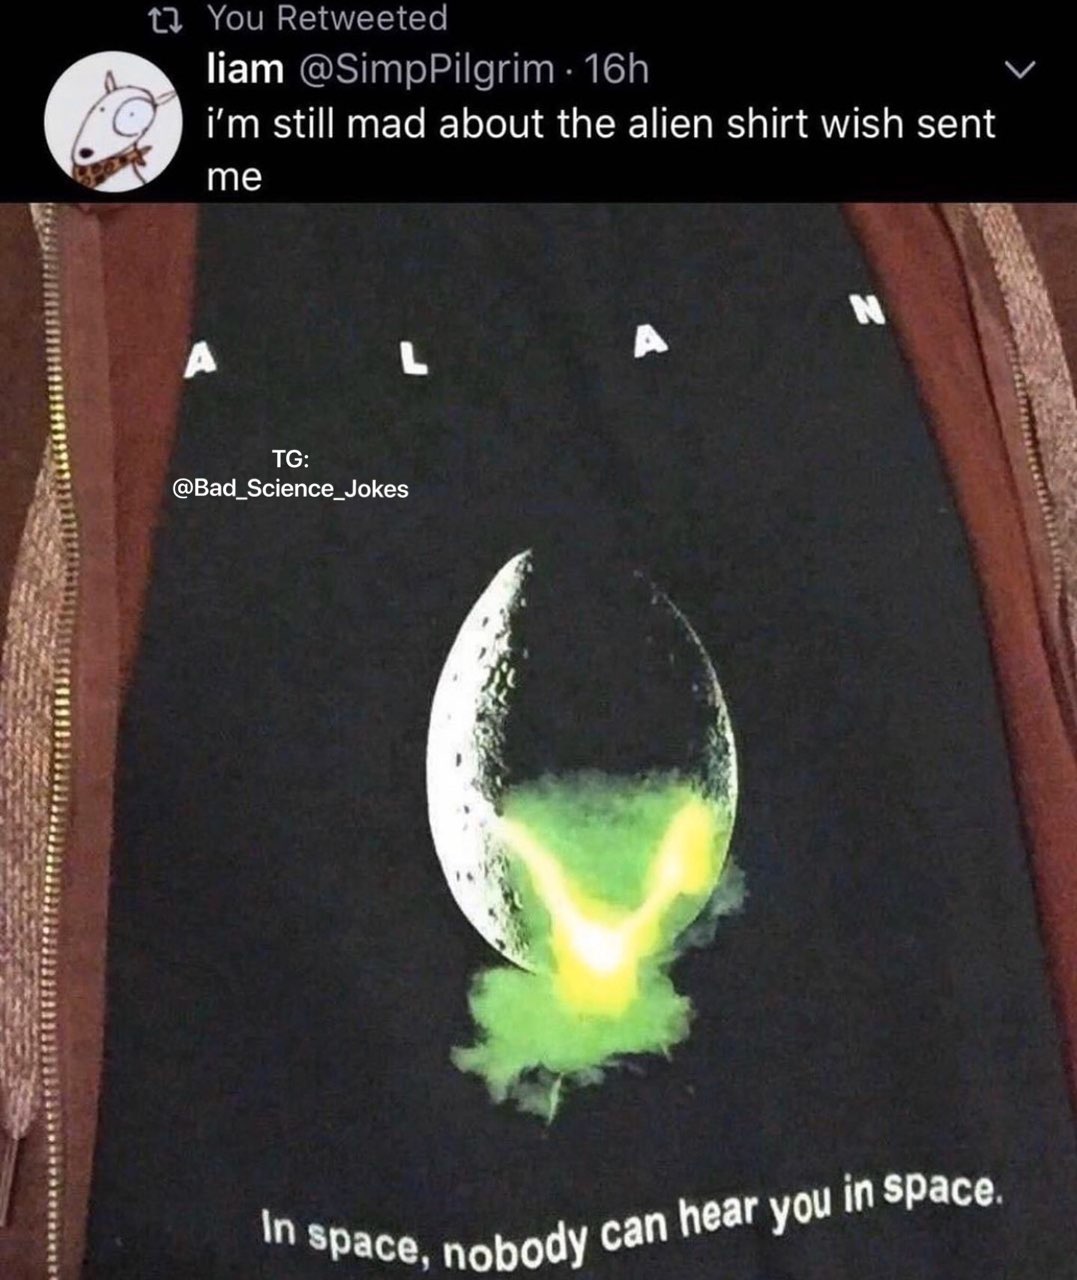 You Retweeted
liam @SimpPilgrim · 16h
i'm still mad about the alien shirt wish sent
me
A L A N
TG:
@Bad_Science_Jokes
In space, nobody can hear you in space.